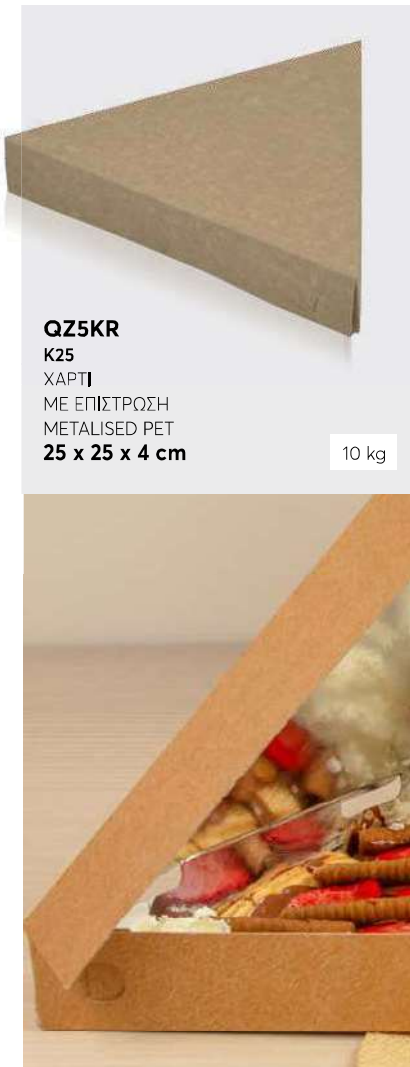 QZ5KR
K25
ΧΑΡΤΙ
ΜΕ ΕΠΙΣΤΡΩΣΗ
METALISED PET
25 x 25 x 4 cm
10 kg